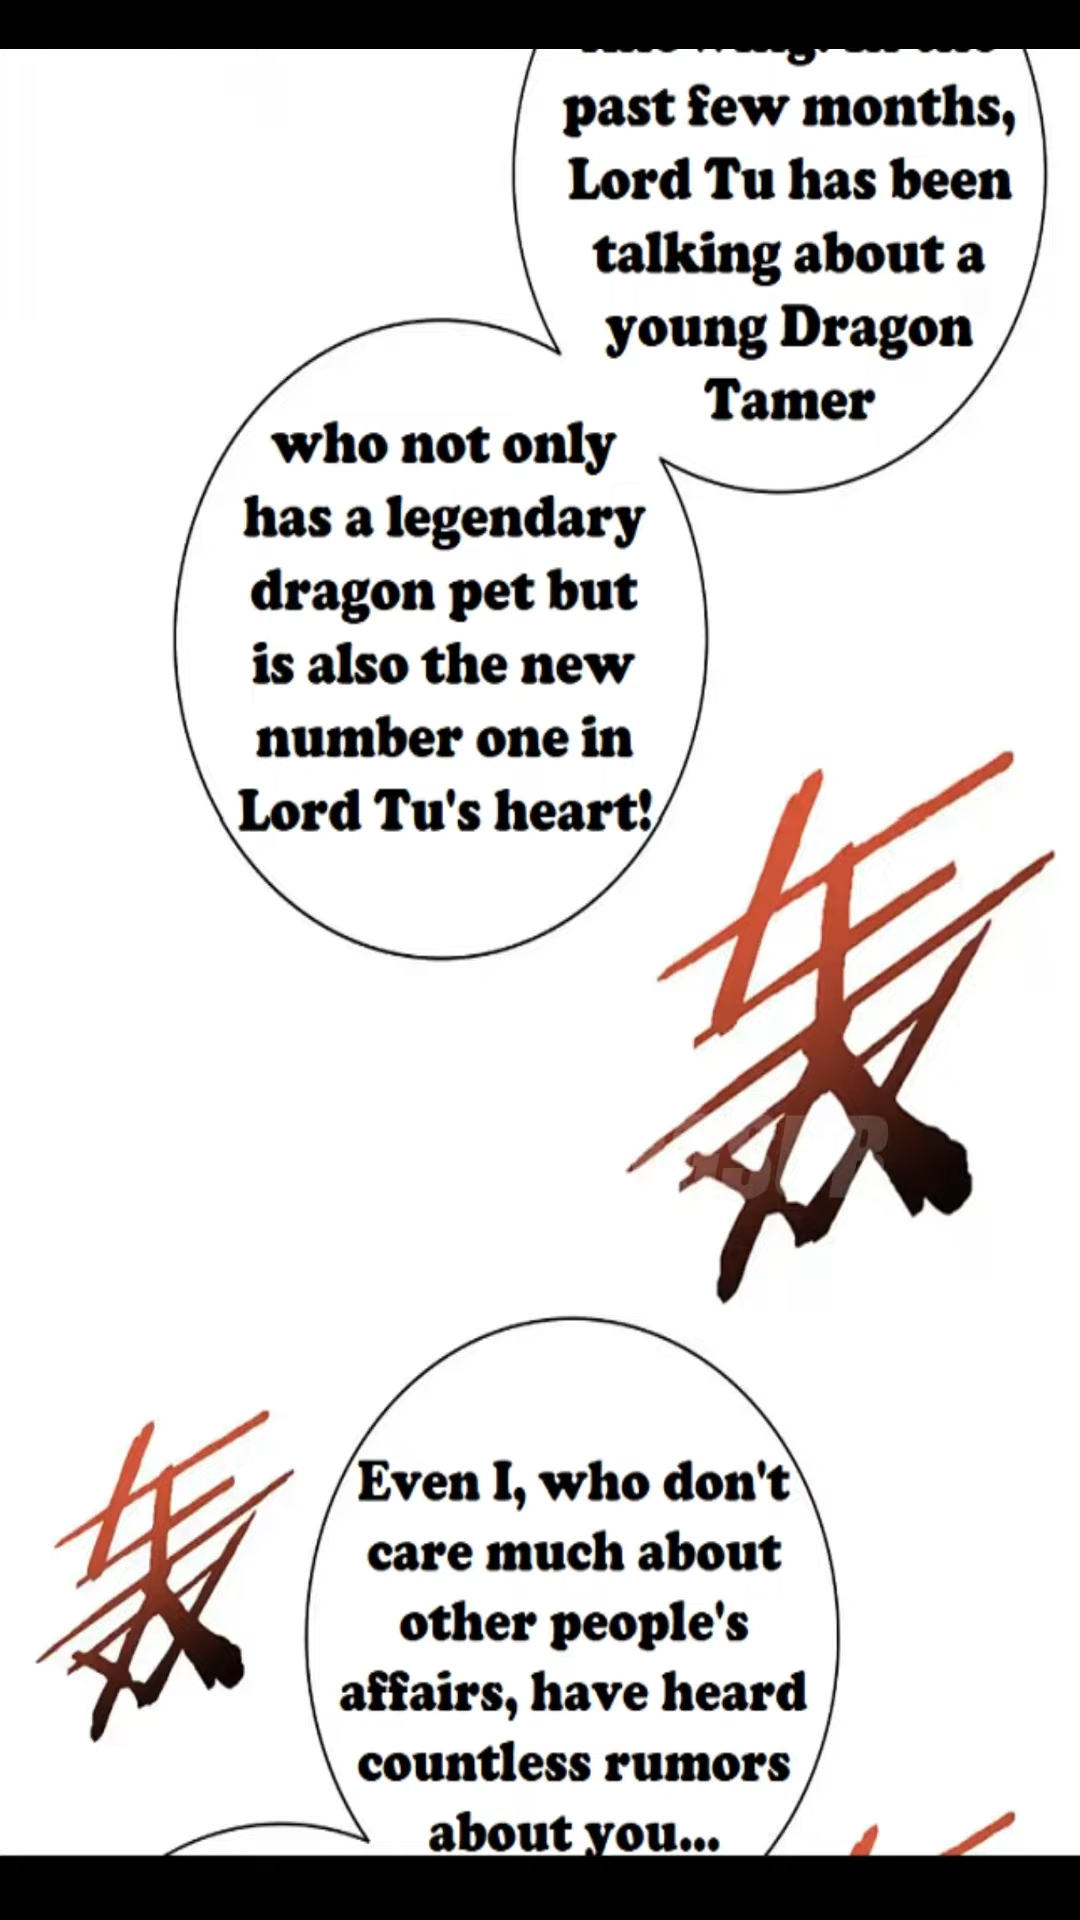 in the
past few months,
Lord Tu has been
talking about a
young Dragon
Tamer
who not only
has a legendary
dragon pet but
is also the new
number one in
Lord Tu's heart!
轰
轰
Even I, who don't
care much about
other people's
affairs, have heard
countless rumors
about you...